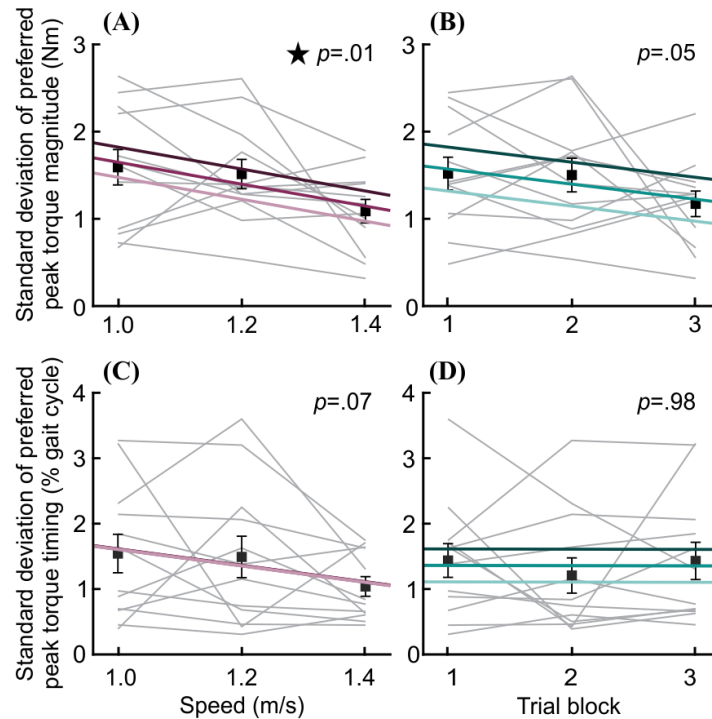 (A)
(B)
Standard deviation of preferred
peak torque magnitude (Nm)
3
2
1
0
★ p=.01
1.0
1.2
1.4
3
2
1
0
p=.05
1
2
3
(C)
(D)
Standard deviation of preferred
peak torque timing (% gait cycle)
4
3
2
1
0
p=.07
1.0
1.2
1.4
Speed (m/s)
4
3
2
1
0
p=.98
1
2
3
Trial block